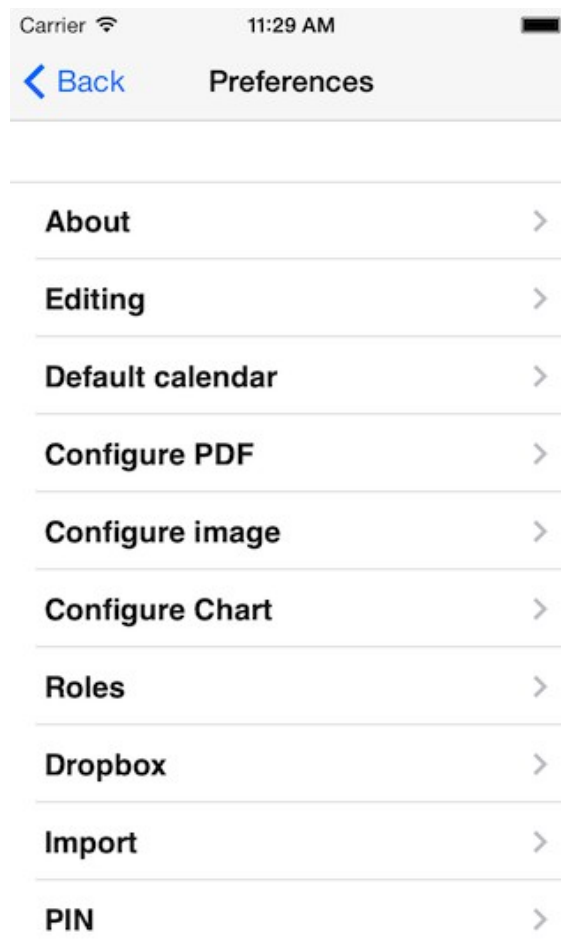 Carrier 11:29 AM
Back Preferences
About
Editing
Default calendar
Configure PDF
Configure image
Configure Chart
Roles
Dropbox
Import
PIN